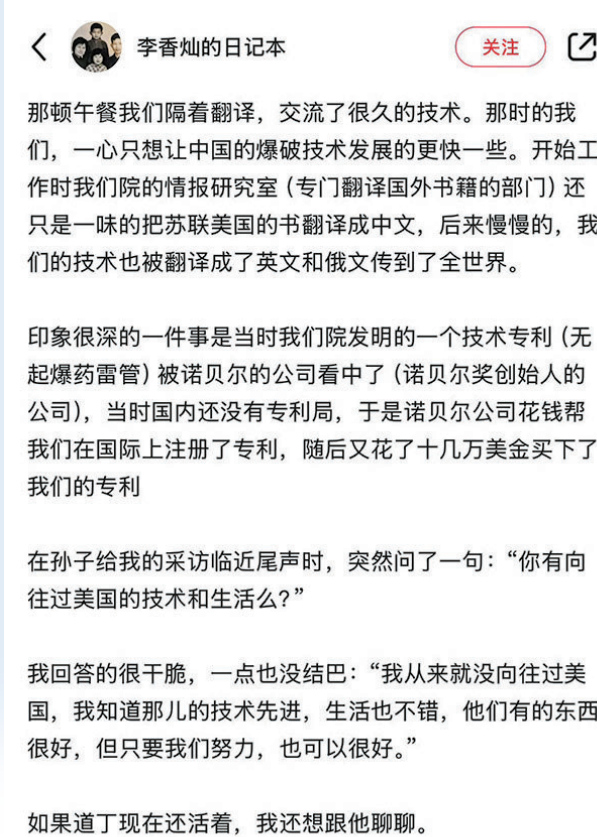 李香灿的日记本
关注
那顿午餐我们隔着翻译，交流了很久的技术。那时的我
们，一心只想让中国的爆破技术发展的更快一些。开始工
作时我们院的情报研究室（专门翻译国外书籍的部门）还
只是一味的把苏联美国的书翻译成中文，后来慢慢的，我
们的技术也被翻译成了英文和俄文传到了全世界。
印象很深的一件事是当时我们院发明的一个技术专利（无
起爆药雷管）被诺贝尔的公司看中了（诺贝尔奖创始人的
公司），当时国内还没有专利局，于是诺贝尔公司花钱帮
我们在国际上注册了专利，随后又花了十几万美金买下了
我们的专利
在孙子给我的采访临近尾声时，突然问了一句：“你有向
往过美国的技术和生活么？”
我回答的很干脆，一点也没结巴：“我从来就没向往过美
国，我知道那儿的技术先进，生活也不错，他们有的东西
很好，但只要我们努力，也可以很好。”
如果道丁现在还活着，我还想跟他聊聊。